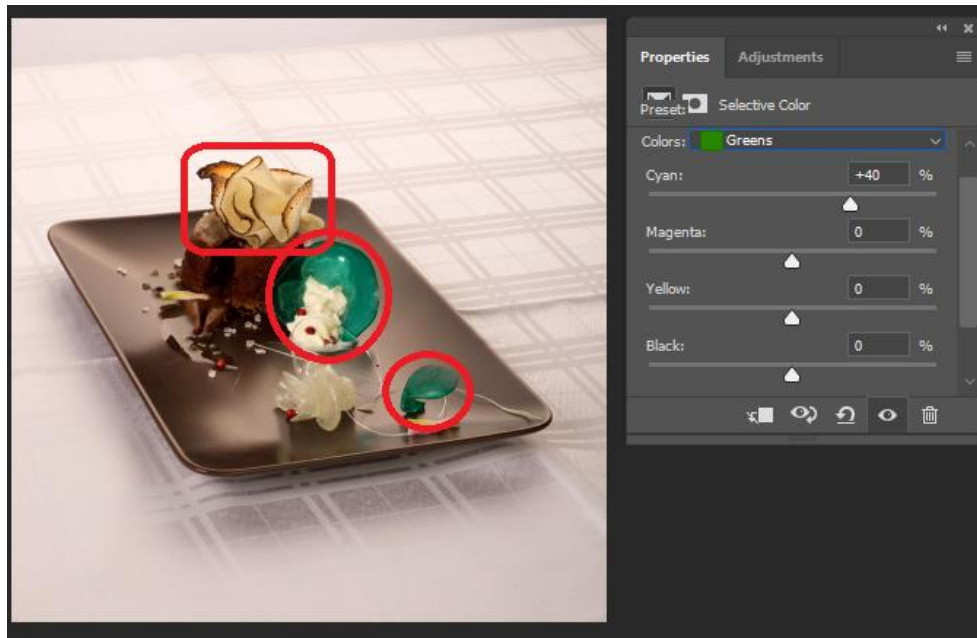 Properties Adjustments
Preset: Selective Color
Colors: Greens
Cyan: +40 %
Magenta: 0 %
Yellow: 0 %
Black: 0 %